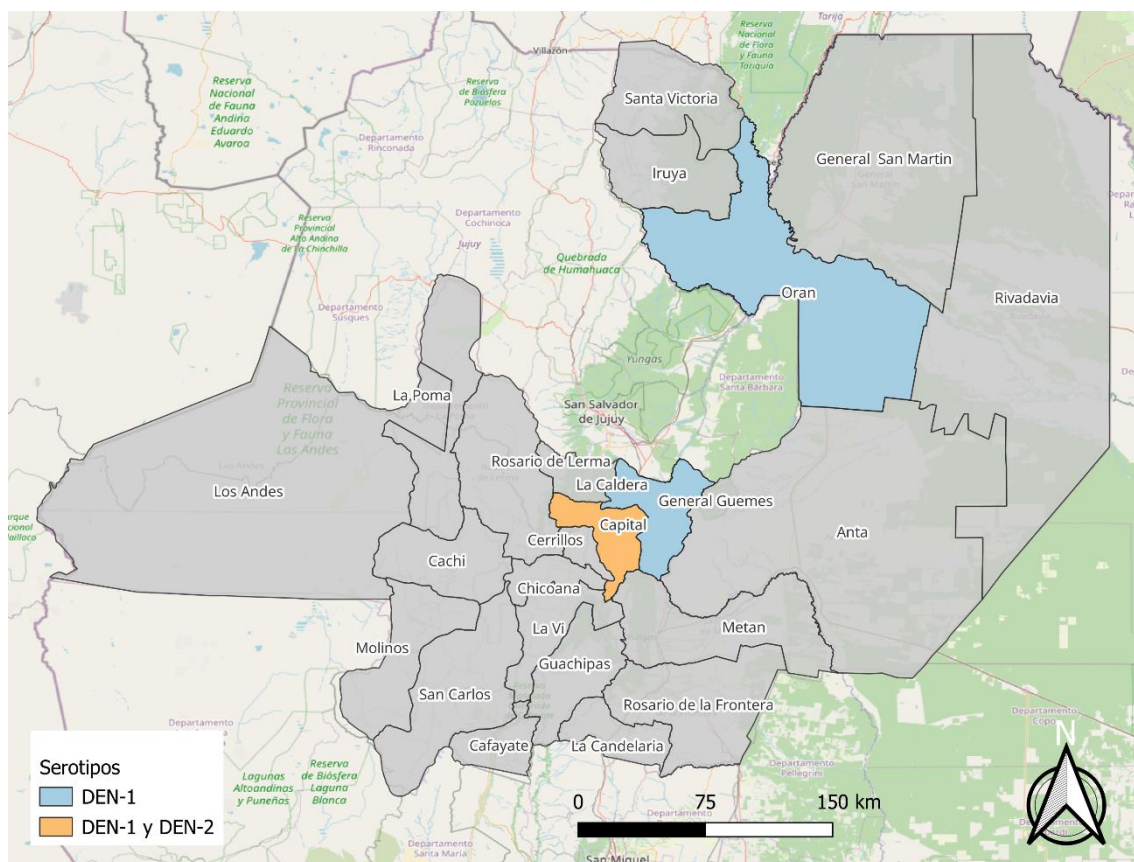 Tarija
Reserva
Nacional
de Flora
y Fauna
Tariquia
Villazón
Reserva
de Biósfera
Pozuelos
Reserva
Nacional
de Fauna
Andina
Eduardo
Avaroa
Santa Victoria
Departamento
Rinconada
General San Martin
Iruya
Departamento
Cochinoca
Reserva
Provincial
Alto Andina
de La Chinchilla
Jujuy
Quebrada
de Humahuaca
Oran
Rivadavia
Departamento
Susques
Yungas
Departamento
Santa Bárbara
Reserva
Provincial
de Flora
y Fauna
Los Andes
La Poma
San Salvador
de Jujuy
Rosario de Lerma
La Caldera
Los Andes
General Guemes
Capital
Anta
Cerrillos
Cachi
Chicoana
La Vi
Metan
Molinos
Guachipas
San Carlos
Rosario de la Frontera
Departamento
Copo
Cafayate
La Candelaria
Departamento
Pellegrini
Reserva
de Biósfera
Laguna
Blanca
Lagunas
Altoandinas
y Puneñas
N
Serotipos
DEN-1
DEN-1 y DEN-2
0 75 150 km
Departamento
Santa María
San Miguel